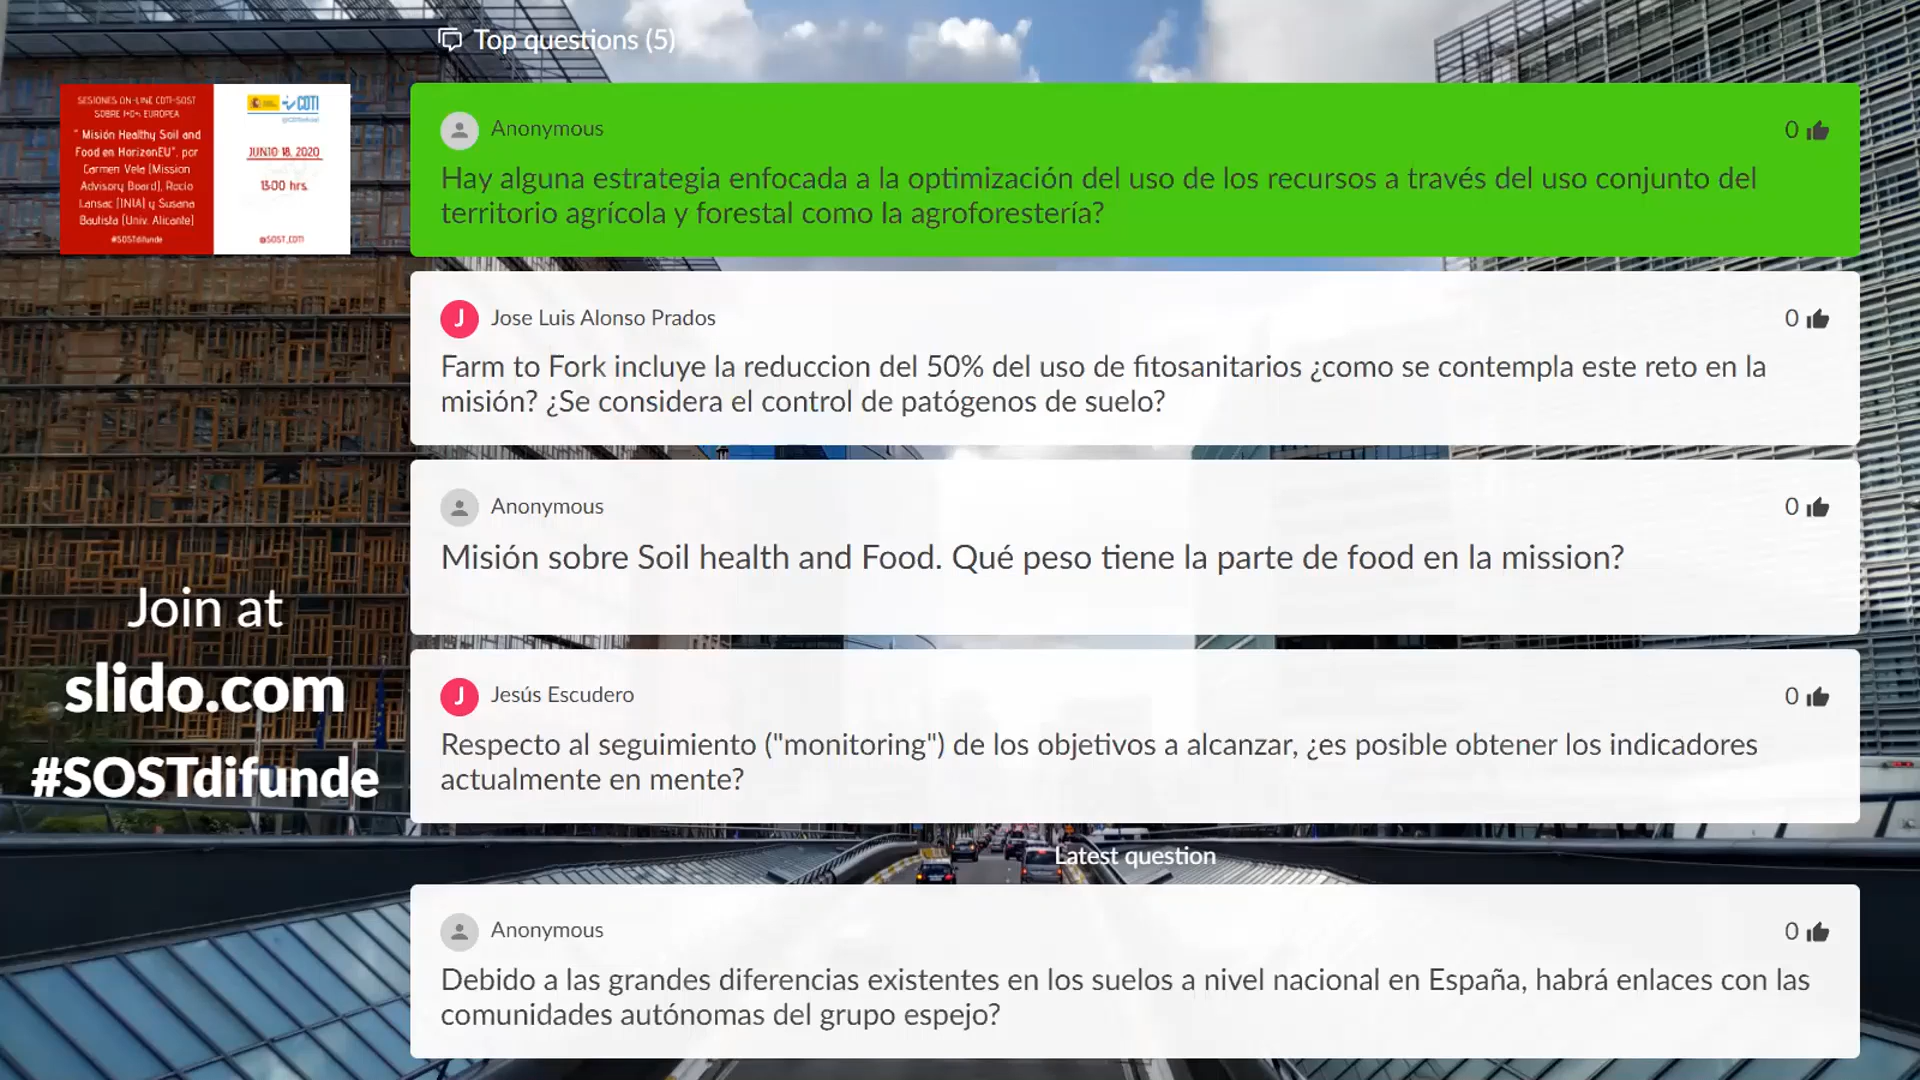 Top questions (5)
SESIONES ON-LINE CDTI-SOST
SOBRE I+D+i EUROPEA
" Misión Healthy Soil and
Food en HorizonEU", por
Carmen Vela (Mission
Advisory Board), Rocío
Lansac (INIA) y Susana
Bautista (Univ. Alicante)
#SOSTdifunde
CDTI
JUNIO 18, 2020
13:00 hrs.
@SOST_CDTI
Join at
slido.com
#SOSTdifunde
Anonymous
0
Hay alguna estrategia enfocada a la optimización del uso de los recursos a través del uso conjunto del
territorio agrícola y forestal como la agroforestería?
J Jose Luis Alonso Prados
0
Farm to Fork incluye la reduccion del 50% del uso de fitosanitarios ¿como se contempla este reto en la
misión? ¿Se considera el control de patógenos de suelo?
Anonymous
0
Misión sobre Soil health and Food. Qué peso tiene la parte de food en la mission?
J Jesús Escudero
0
Respecto al seguimiento ("monitoring") de los objetivos a alcanzar, ¿es posible obtener los indicadores
actualmente en mente?
Latest question
Anonymous
0
Debido a las grandes diferencias existentes en los suelos a nivel nacional en España, habrá enlaces con las
comunidades autónomas del grupo espejo?